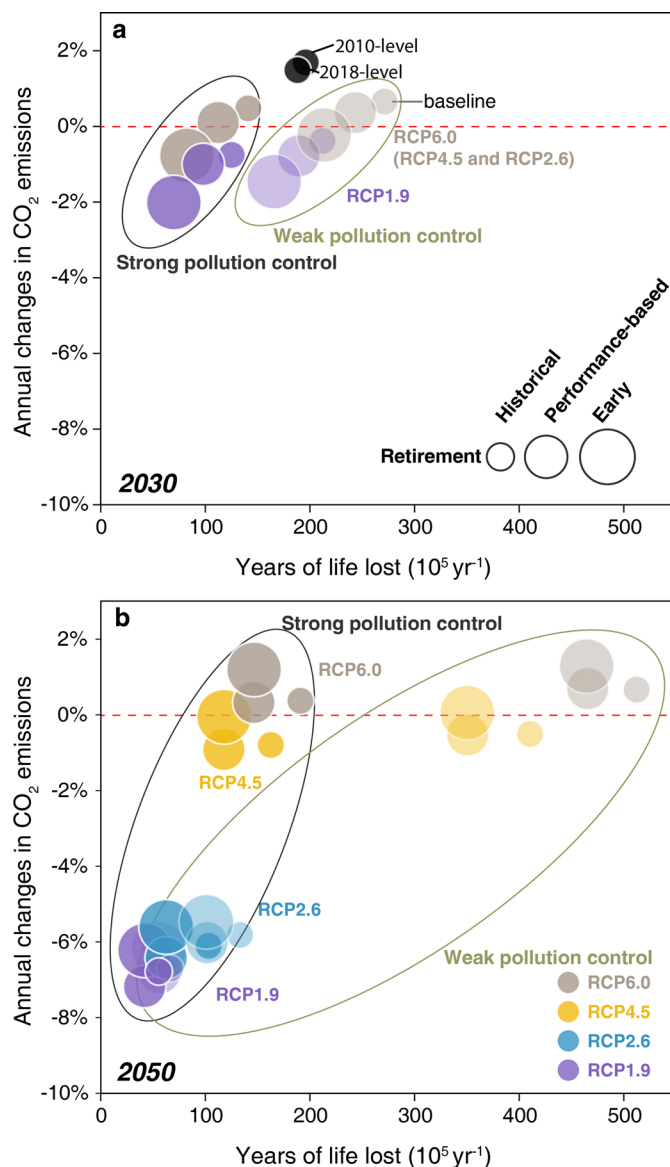 a
2%
2010-level
2018-level
baseline
0%
RCP6.0
(RCP4.5 and RCP2.6)
RCP1.9
-2%
Weak pollution control
Strong pollution control
-4%
-6%
-8%
-10%
Annual changes in CO₂ emissions
Historical
Performance-based
Early
Retirement
2030
0 100 200 300 400 500
Years of life lost (10⁵ yr⁻¹)
b
Strong pollution control
2%
RCP6.0
0%
RCP4.5
-2%
-4%
RCP2.6
-6%
RCP1.9
-8%
-10%
Annual changes in CO₂ emissions
Weak pollution control
RCP6.0
RCP4.5
RCP2.6
RCP1.9
2050
0 100 200 300 400 500
Years of life lost (10⁵ yr⁻¹)